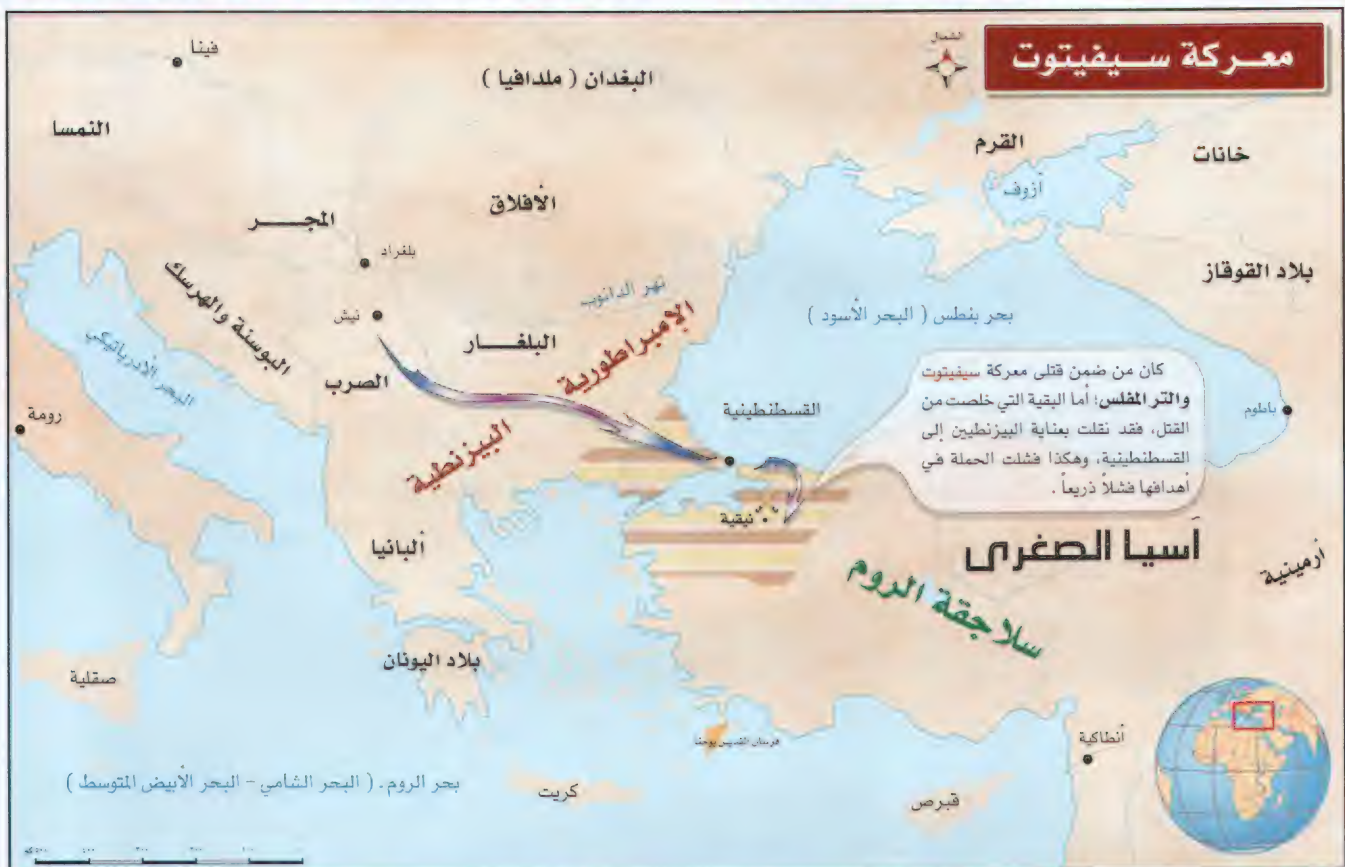 معركة سيفيتوت
الشمال
فينا
البغدان ( ملدافيا )
النمسا
القرم
خانات
أزوف
الأفلاق
المجر
بلغراد
بلاد القوقاز
البوسنة والهرسك
نهر الدانوب
نيش
بحر بنطس ( البحر الأسود )
الإمبراطورية
البيزنطية
البلغار
الصرب
البحر الأدرياتيكي
رومة
القسطنطينية
كان من ضمن قتلى معركة سيفيتوت
والتر المفلس؛ أما البقية التي خلصت من
القتل، فقد نقلت بعناية البيزنطيين إلى
القسطنطينية، وهكذا فشلت الحملة في
أهدافها فشلاً ذريعاً .
باطوم
نيقية
آسيا الصغرى
أرمينية
ألبانيا
سلاجقة الروم
بلاد اليونان
صقلية
فرسان القديس يوحنا
أنطاكية
بحر الروم . ( البحر الشامي - البحر الأبيض المتوسط )
كريت
قبرص